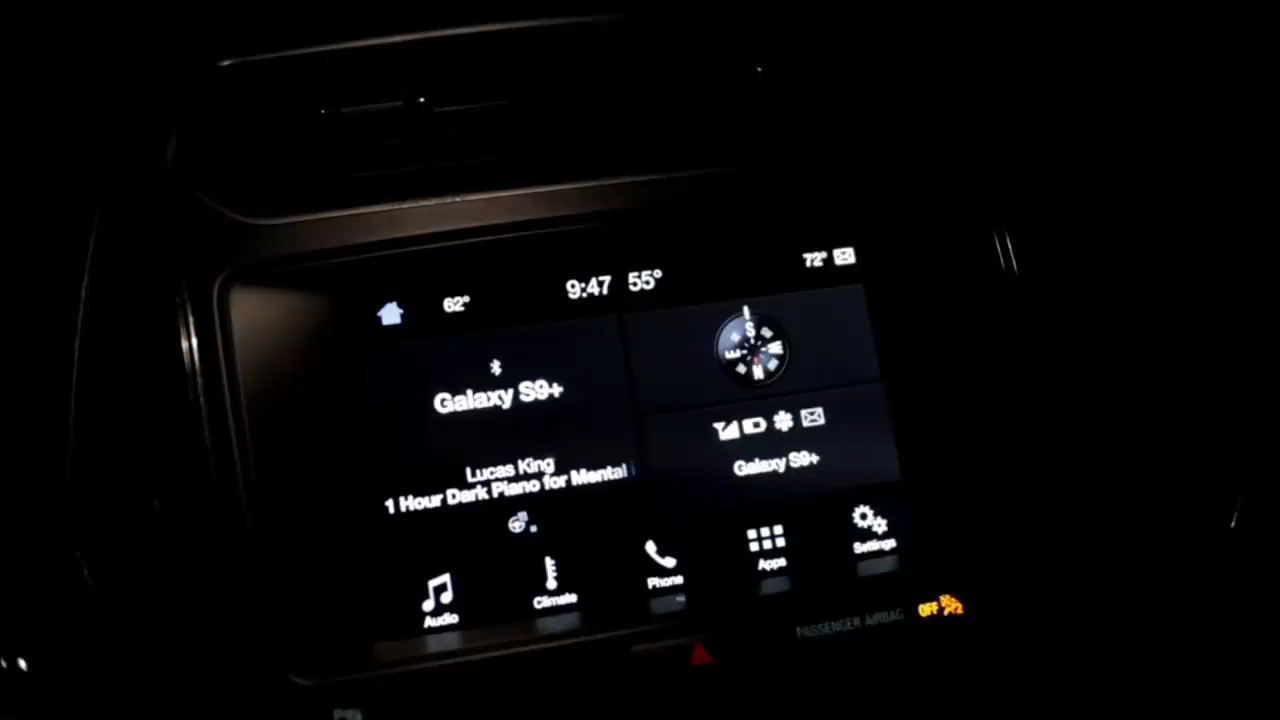 62° 9:47 55° 72°
Galaxy S9+
Lucas King
1 Hour Dark Piano for Mental
S
E W
N
Galaxy S9+
Audio Climate Phone Apps Settings
PASSENGER AIRBAG OFF